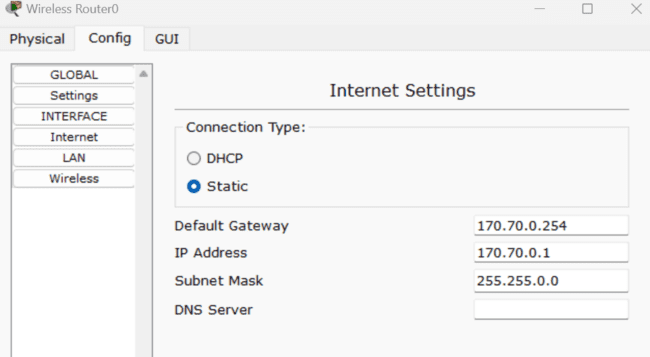 Wireless Router0
Physical Config GUI
GLOBAL
Settings
INTERFACE
Internet
LAN
Wireless
Internet Settings
Connection Type:
DHCP
Static
Default Gateway 170.70.0.254
IP Address 170.70.0.1
Subnet Mask 255.255.0.0
DNS Server